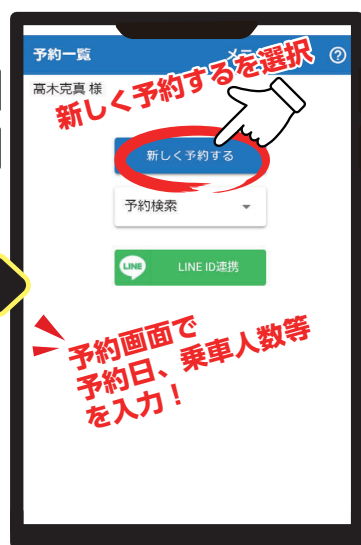 予約一覧
高木克真 様
新しく予約するを選択
新しく予約する
予約検索
LINE
LINE ID連携
予約画面で
予約日、乗車人数等
を入力！